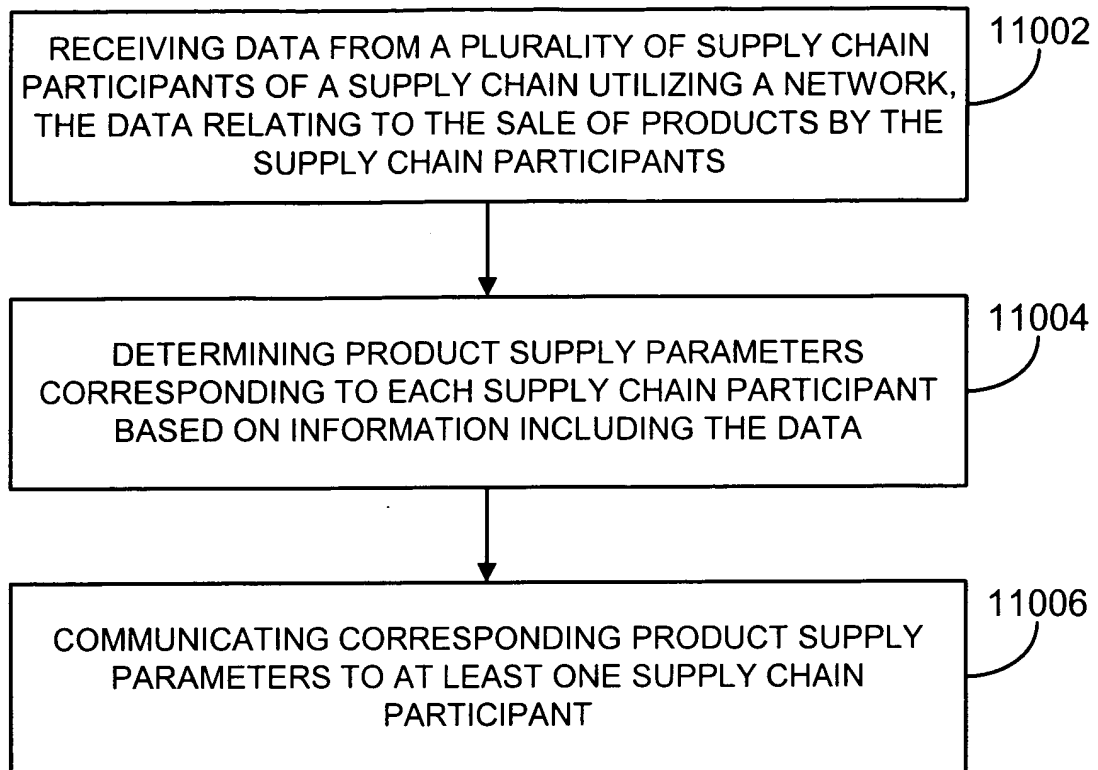 RECEIVING DATA FROM A PLURALITY OF SUPPLY CHAIN
PARTICIPANTS OF A SUPPLY CHAIN UTILIZING A NETWORK,
THE DATA RELATING TO THE SALE OF PRODUCTS BY THE
SUPPLY CHAIN PARTICIPANTS
11002
DETERMINING PRODUCT SUPPLY PARAMETERS
CORRESPONDING TO EACH SUPPLY CHAIN PARTICIPANT
BASED ON INFORMATION INCLUDING THE DATA
11004
COMMUNICATING CORRESPONDING PRODUCT SUPPLY
PARAMETERS TO AT LEAST ONE SUPPLY CHAIN
PARTICIPANT
11006